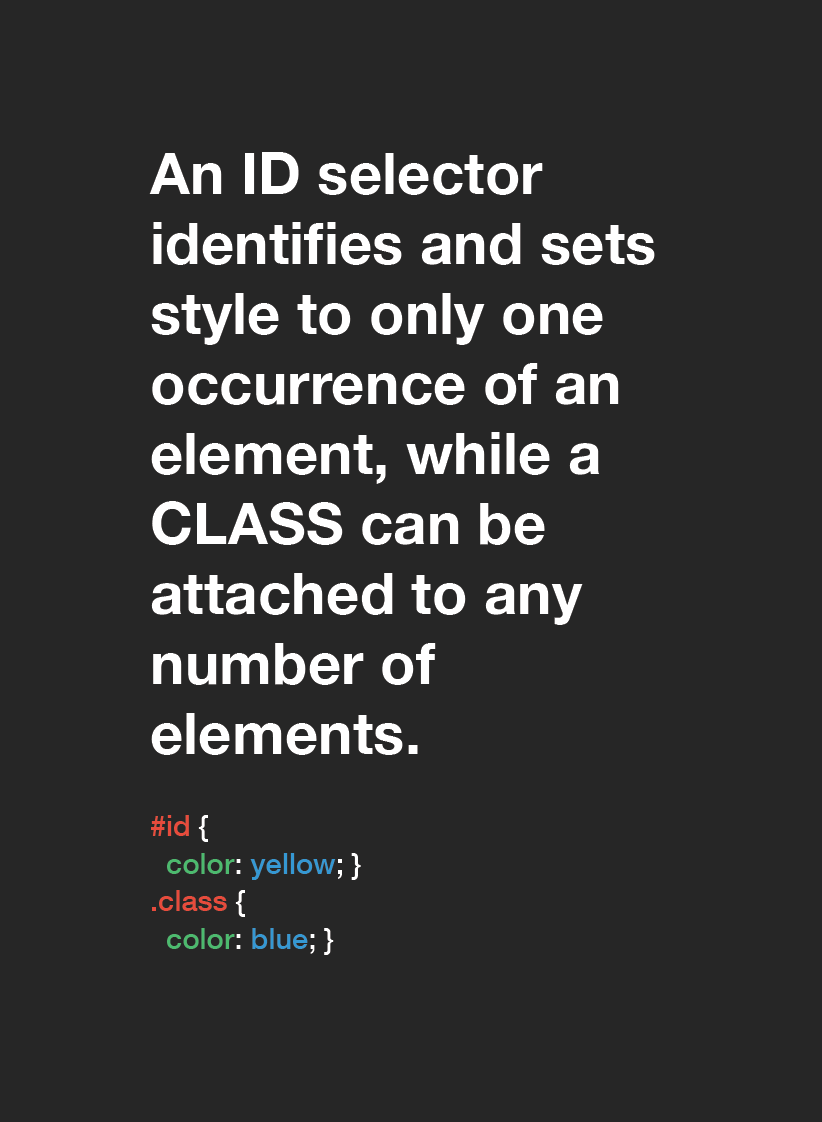 An ID selector
identifies and sets
style to only one
occurrence of an
element, while a
CLASS can be
attached to any
number of
elements.
#id {
  color: yellow; }
.class {
  color: blue; }